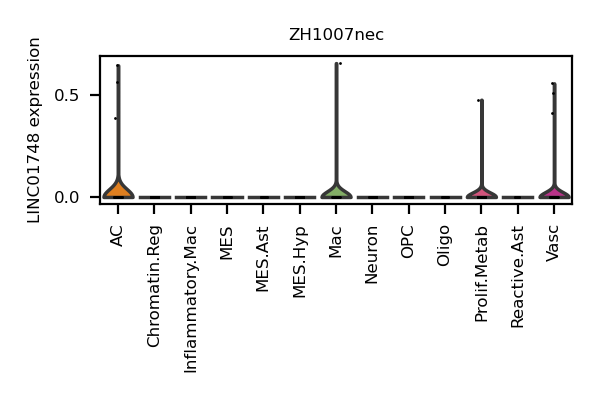 ZH1007nec
LINC01748 expression
0.5
0.0
AC
Chromatin.Reg
Inflammatory.Mac
MES
MES.Ast
MES.Hyp
Mac
Neuron
OPC
Oligo
Prolif.Metab
Reactive.Ast
Vasc